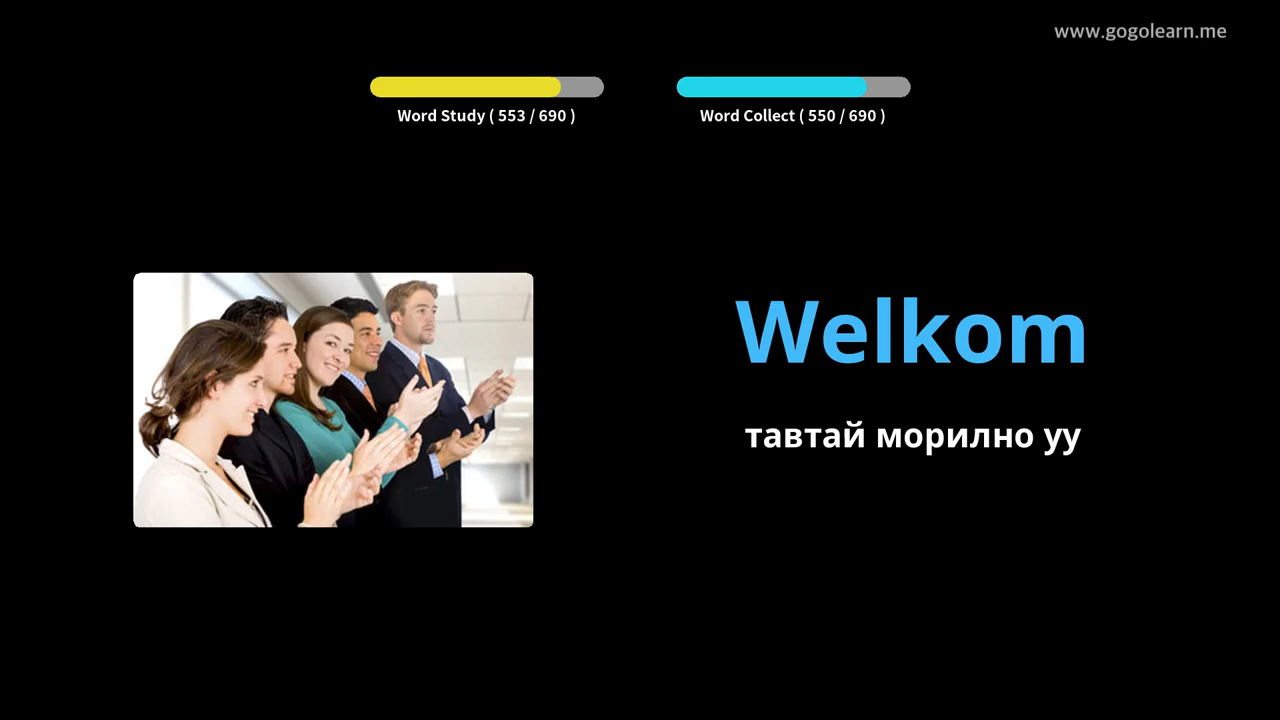 www.gogolearn.me
Word Study ( 553 / 690 )
Word Collect ( 550 / 690 )
Welkom
тавтай морилно уу